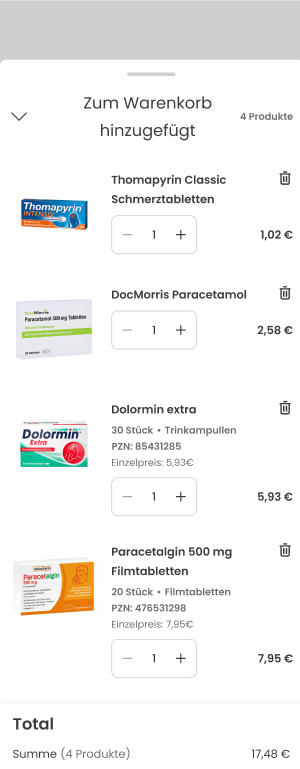 Zum Warenkorb
hinzugefügt
4 Produkte
Thomapyrin Classic
Schmerztabletten
Thomapyrin
INTENSIV
1
1,02 €
DocMorris Paracetamol
DocMorris
Paracetamol 500 mg Tabletten
1
2,58 €
Dolormin extra
Dolormin
Extra
30 Stück • Trinkampullen
PZN: 85431285
Einzelpreis: 5,93€
1
5,93 €
Paracetalgin 500 mg
Filmtabletten
Paracetalgin
500 mg
20 Stück • Filmtabletten
PZN: 476531298
Einzelpreis: 7,95€
1
7,95 €
Total
Summe (4 Produkte)
17,48 €